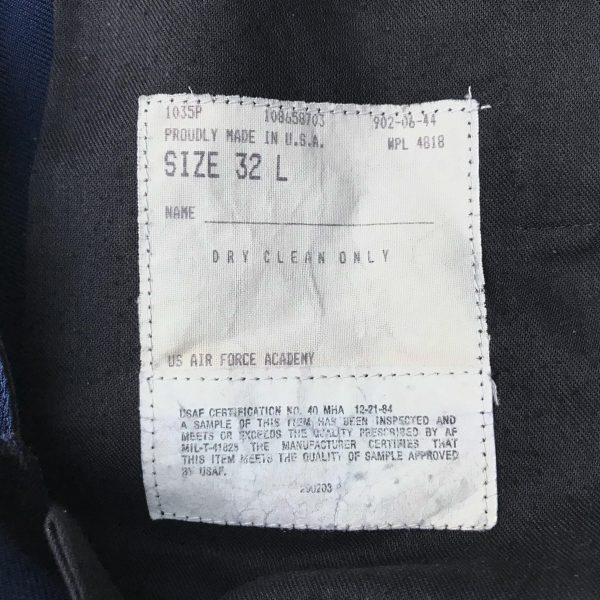 1035P 108658703 902-06-44
PROUDLY MADE IN U.S.A. WPL 4818
SIZE 32 L
NAME
DRY CLEAN ONLY
US AIR FORCE ACADEMY
USAF CERTIFICATION NO. 40 MHA 12-21-84
A SAMPLE OF THIS ITEM HAS BEEN INSPECTED AND
MEETS OR EXCEEDS THE QUALITY PRESCRIBED BY AF
MIL-T-41828 THE MANUFACTURER CERTIFIES THAT
THIS ITEM MEETS THE QUALITY OF SAMPLE APPROVED
BY USAF.